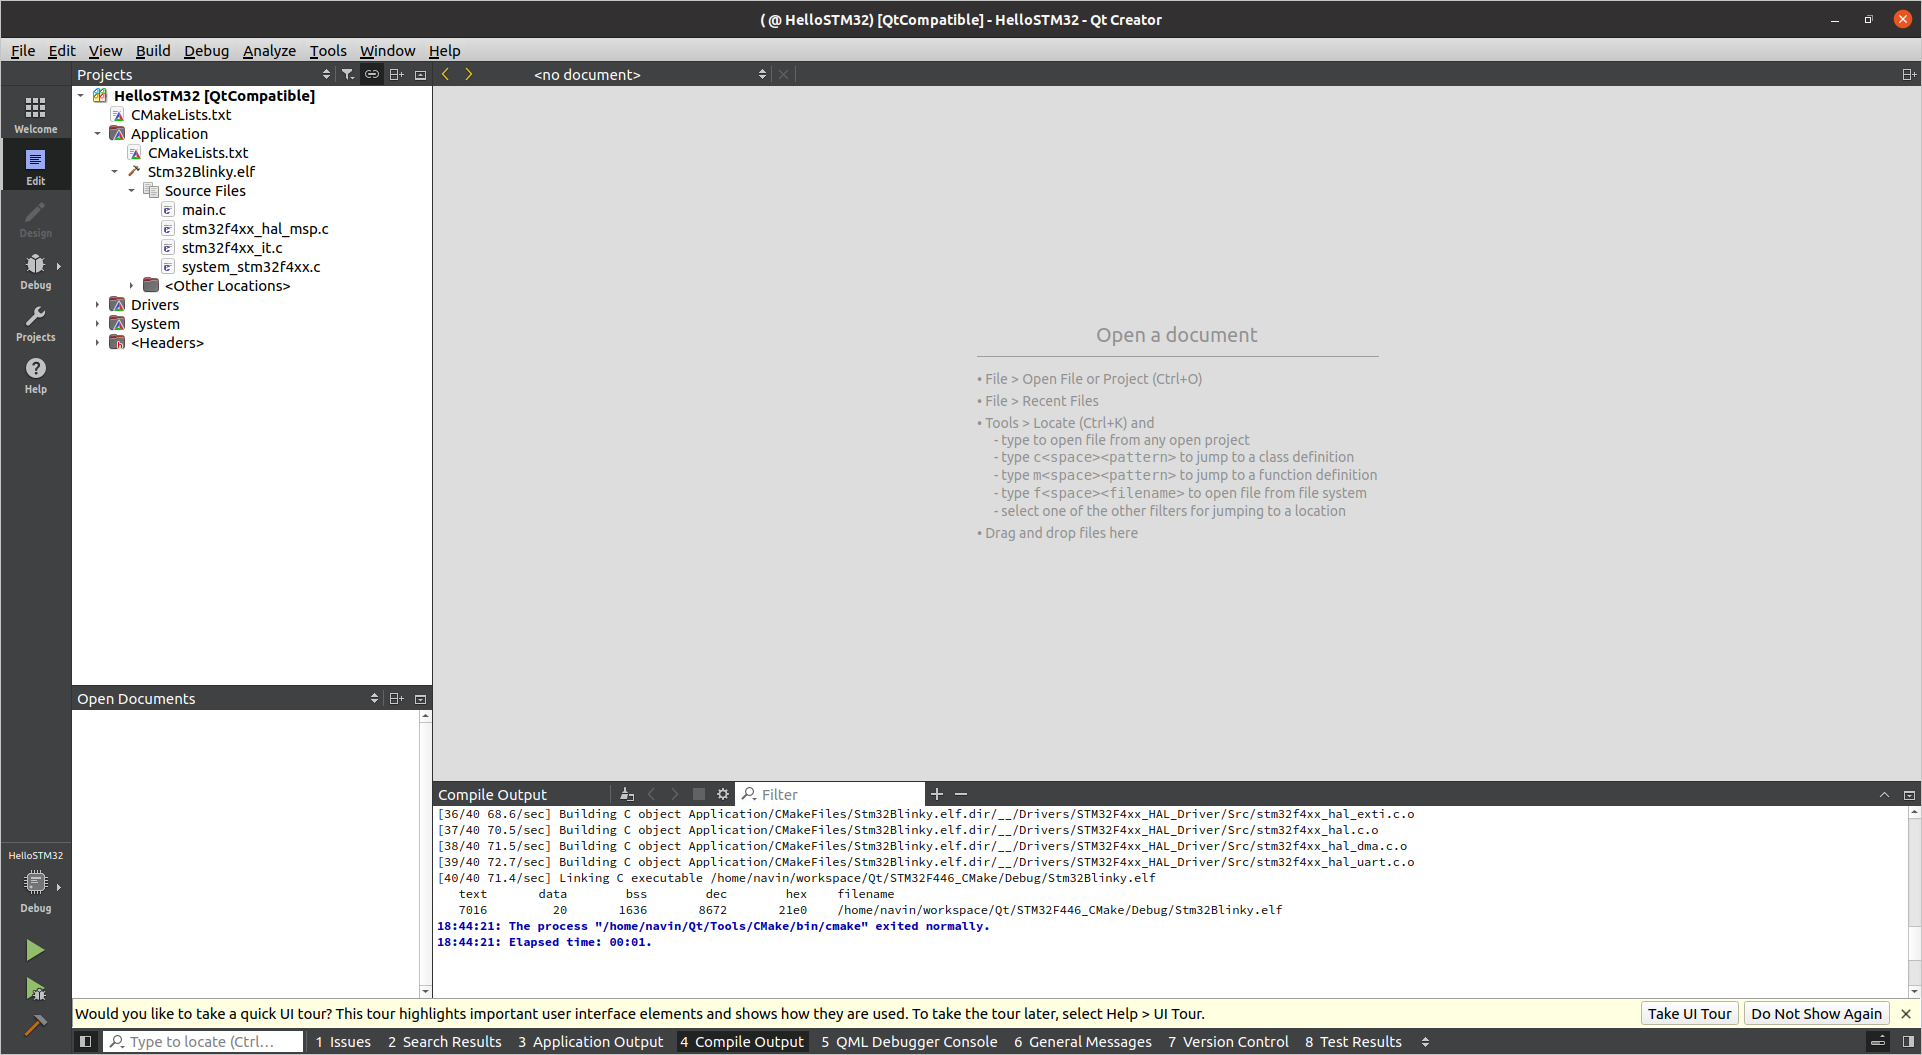 ( @ HelloSTM32) [QtCompatible] - HelloSTM32 - Qt Creator
File Edit View Build Debug Analyze Tools Window Help
Projects
<no document>
Welcome
Edit
Design
Debug
Projects
Help
HelloSTM32 [QtCompatible]
CMakeLists.txt
Application
CMakeLists.txt
Stm32Blinky.elf
Source Files
main.c
stm32f4xx_hal_msp.c
stm32f4xx_it.c
system_stm32f4xx.c
<Other Locations>
Drivers
System
<Headers>
Open a document
• File > Open File or Project (Ctrl+O)
• File > Recent Files
• Tools > Locate (Ctrl+K) and
- type to open file from any open project
- type c<space><pattern> to jump to a class definition
- type m<space><pattern> to jump to a function definition
- type f<space><filename> to open file from file system
- select one of the other filters for jumping to a location
• Drag and drop files here
Open Documents
Compile Output
Filter
[36/40 68.6/sec] Building C object Application/CMakeFiles/Stm32Blinky.elf.dir/__/Drivers/STM32F4xx_HAL_Driver/Src/stm32f4xx_hal_exti.c.o
[37/40 70.5/sec] Building C object Application/CMakeFiles/Stm32Blinky.elf.dir/__/Drivers/STM32F4xx_HAL_Driver/Src/stm32f4xx_hal.c.o
[38/40 71.5/sec] Building C object Application/CMakeFiles/Stm32Blinky.elf.dir/__/Drivers/STM32F4xx_HAL_Driver/Src/stm32f4xx_hal_dma.c.o
[39/40 72.7/sec] Building C object Application/CMakeFiles/Stm32Blinky.elf.dir/__/Drivers/STM32F4xx_HAL_Driver/Src/stm32f4xx_hal_uart.c.o
[40/40 71.4/sec] Linking C executable /home/navin/workspace/Qt/STM32F446_CMake/Debug/Stm32Blinky.elf
text data bss dec hex filename
7016 20 1636 8672 21e0 /home/navin/workspace/Qt/STM32F446_CMake/Debug/Stm32Blinky.elf
18:44:21: The process "/home/navin/Qt/Tools/CMake/bin/cmake" exited normally.
18:44:21: Elapsed time: 00:01.
HelloSTM32
Debug
Would you like to take a quick UI tour? This tour highlights important user interface elements and shows how they are used. To take the tour later, select Help > UI Tour.
Take UI Tour
Do Not Show Again
Type to locate (Ctrl...
1 Issues 2 Search Results 3 Application Output 4 Compile Output 5 QML Debugger Console 6 General Messages 7 Version Control 8 Test Results